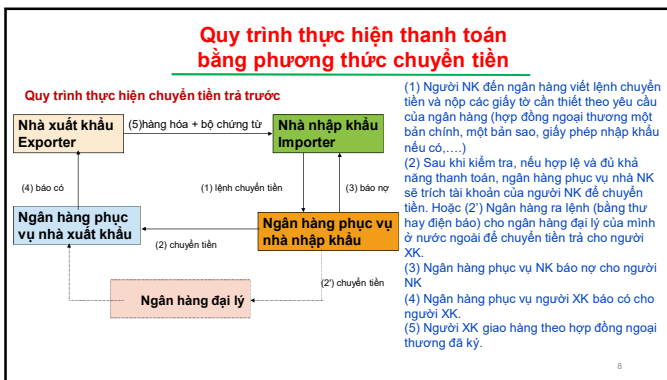 Quy trình thực hiện thanh toán
bằng phương thức chuyển tiền
Quy trình thực hiện chuyển tiền trả trước
Nhà xuất khẩu
Exporter
(5)hàng hóa + bộ chứng từ
Nhà nhập khẩu
Importer
(4) báo có
(1) lệnh chuyển tiền
(3) báo nợ
Ngân hàng phục
vụ nhà xuất khẩu
(2) chuyển tiền
Ngân hàng phục vụ
nhà nhập khẩu
(2') chuyển tiền
Ngân hàng đại lý
(1) Người NK đến ngân hàng viết lệnh chuyển
tiền và nộp các giấy tờ cần thiết theo yêu cầu
của ngân hàng (hợp đồng ngoại thương một
bản chính, một bản sao, giấy phép nhập khẩu
nếu có,....)
(2) Sau khi kiểm tra, nếu hợp lệ và đủ khả
năng thanh toán, ngân hàng phục vụ nhà NK
sẽ trích tài khoản của người NK để chuyển
tiền. Hoặc (2') Ngân hàng ra lệnh (bằng thư
hay điện báo) cho ngân hàng đại lý của mình
ở nước ngoài để chuyển tiền trả cho người
XK.
(3) Ngân hàng phục vụ NK báo nợ cho người
NK
(4) Ngân hàng phục vụ người XK báo có cho
người XK.
(5) Người XK giao hàng theo hợp đồng ngoại
thương đã ký.
8